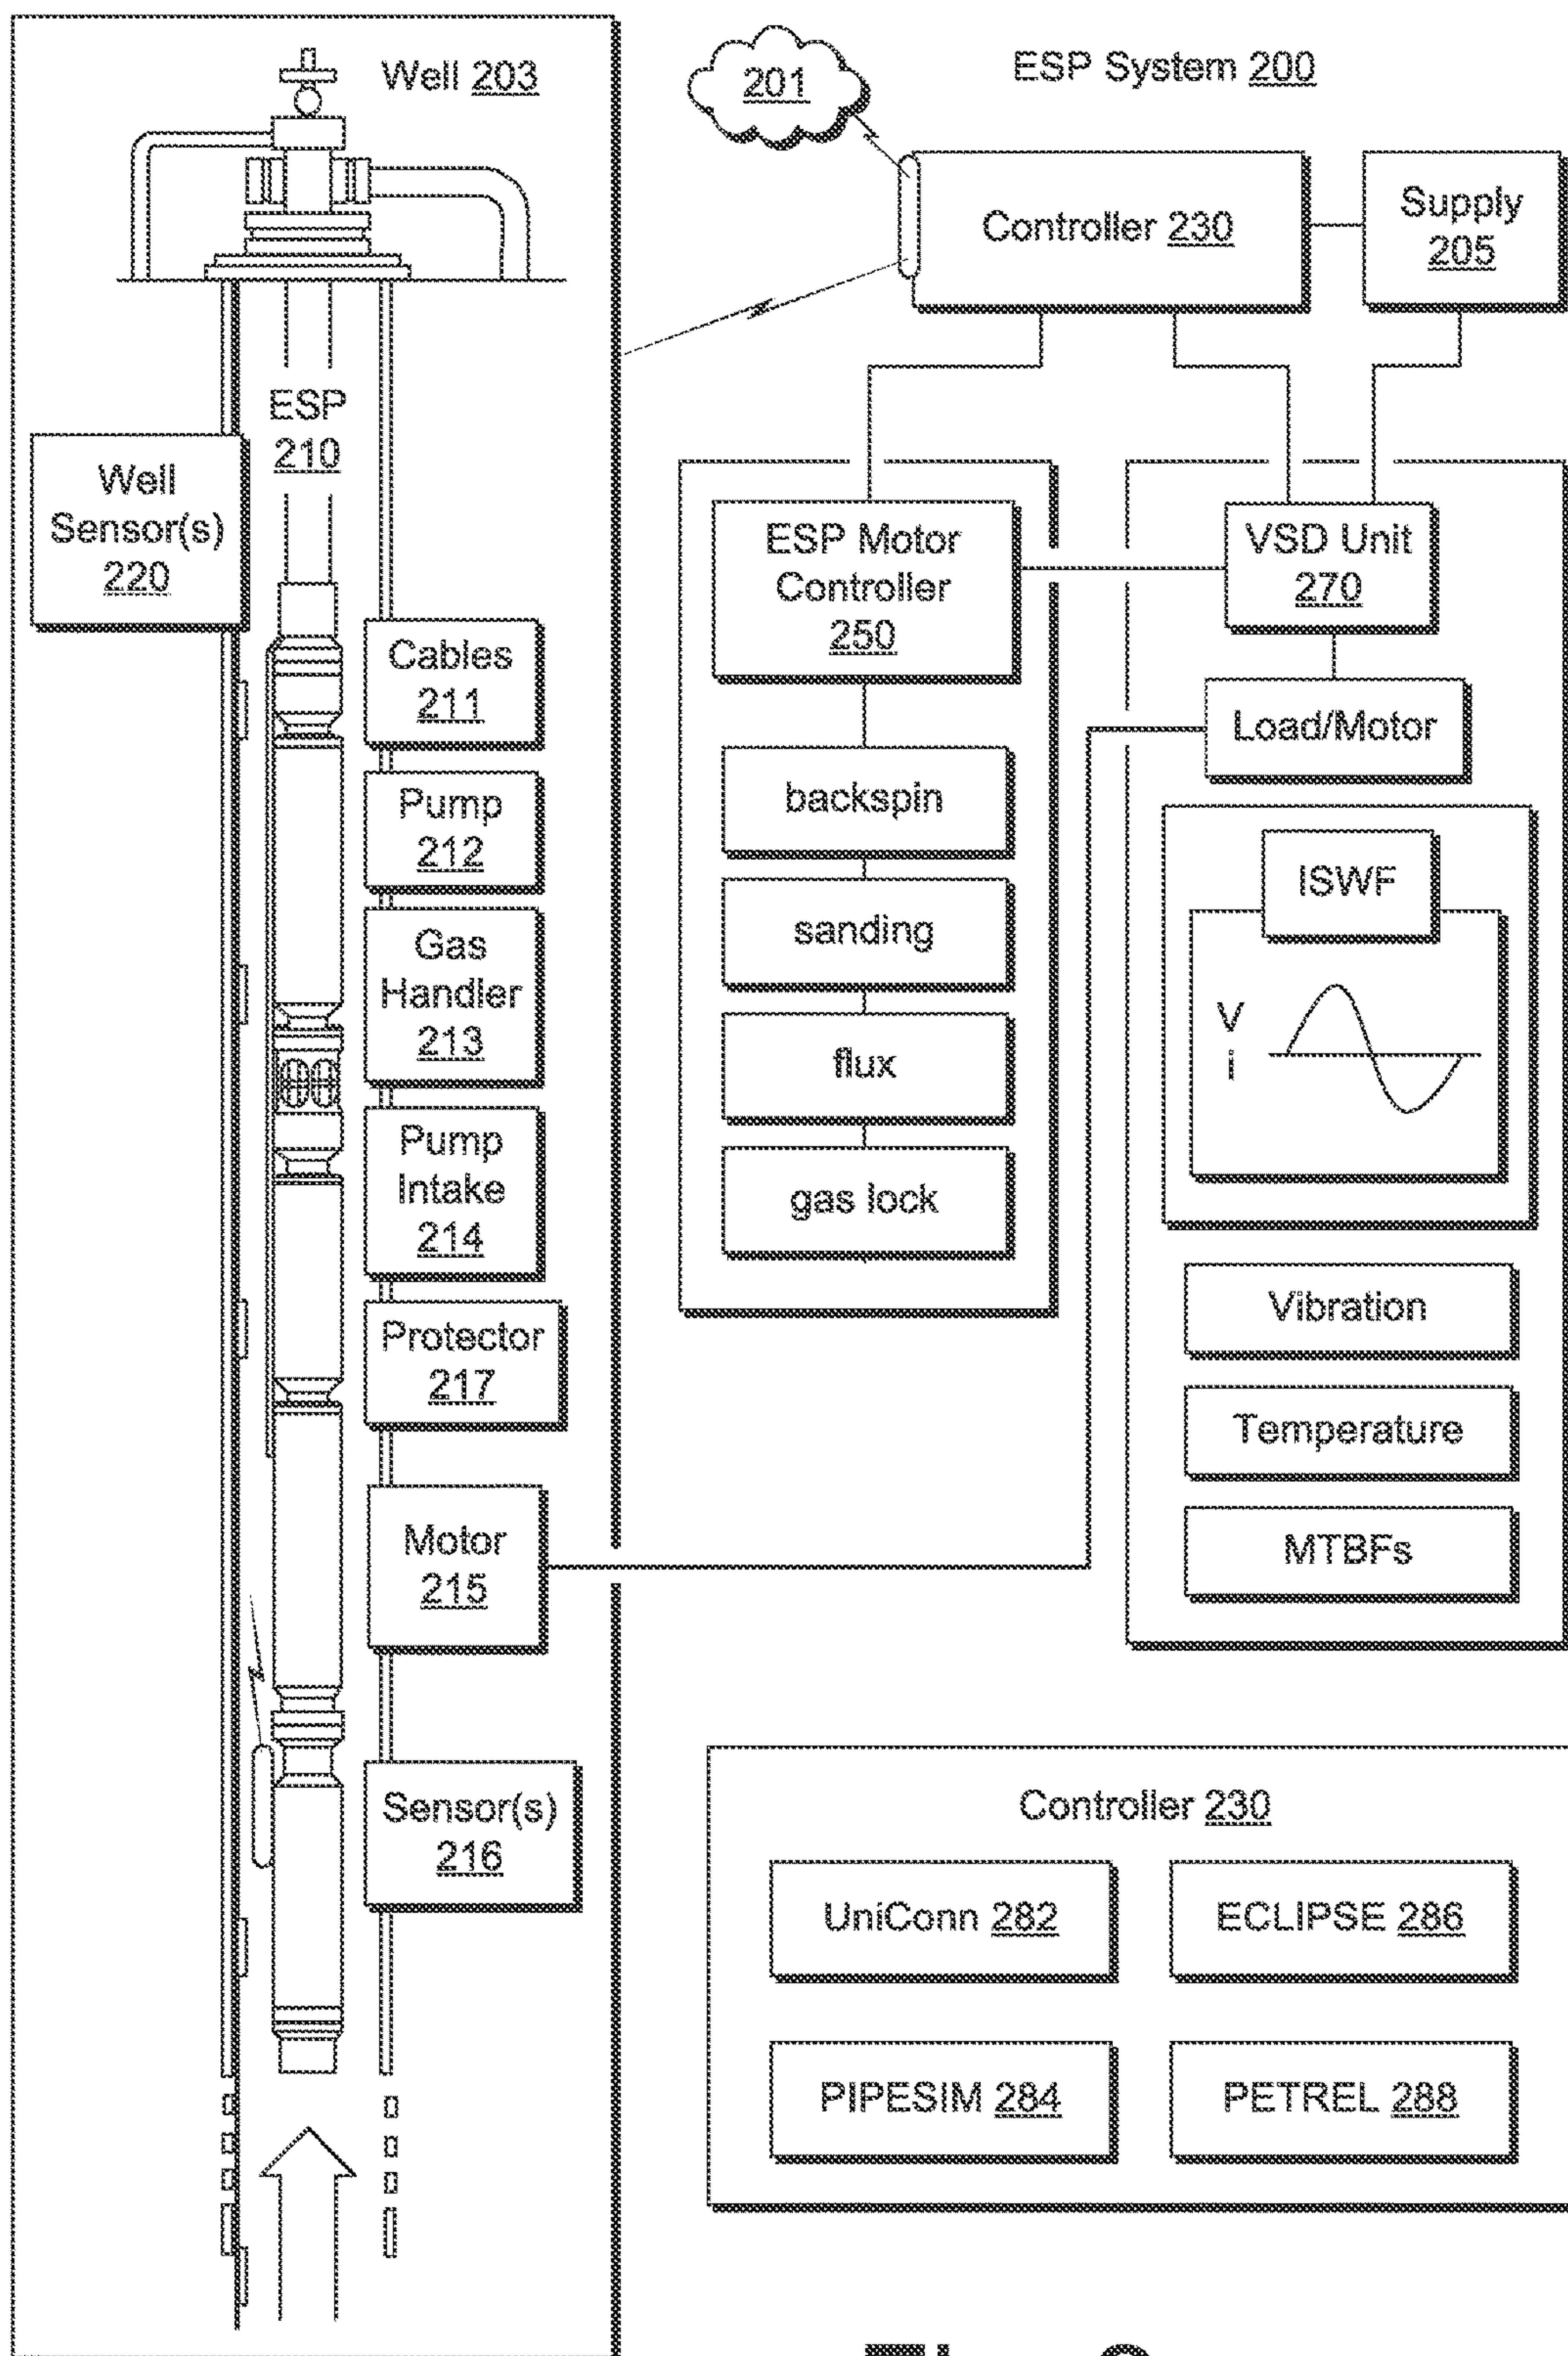 Well 203
201
ESP System 200
Controller 230
Supply
205
ESP
210
Well
Sensor(s)
220
Cables
211
Pump
212
Gas
Handler
213
Pump
Intake
214
Protector
217
Motor
215
Sensor(s)
216
ESP Motor
Controller
250
backspin
sanding
flux
gas lock
VSD Unit
270
Load/Motor
ISWF
V
i
Vibration
Temperature
MTBFs
Controller 230
UniConn 282
ECLIPSE 286
PIPESIM 284
PETREL 288